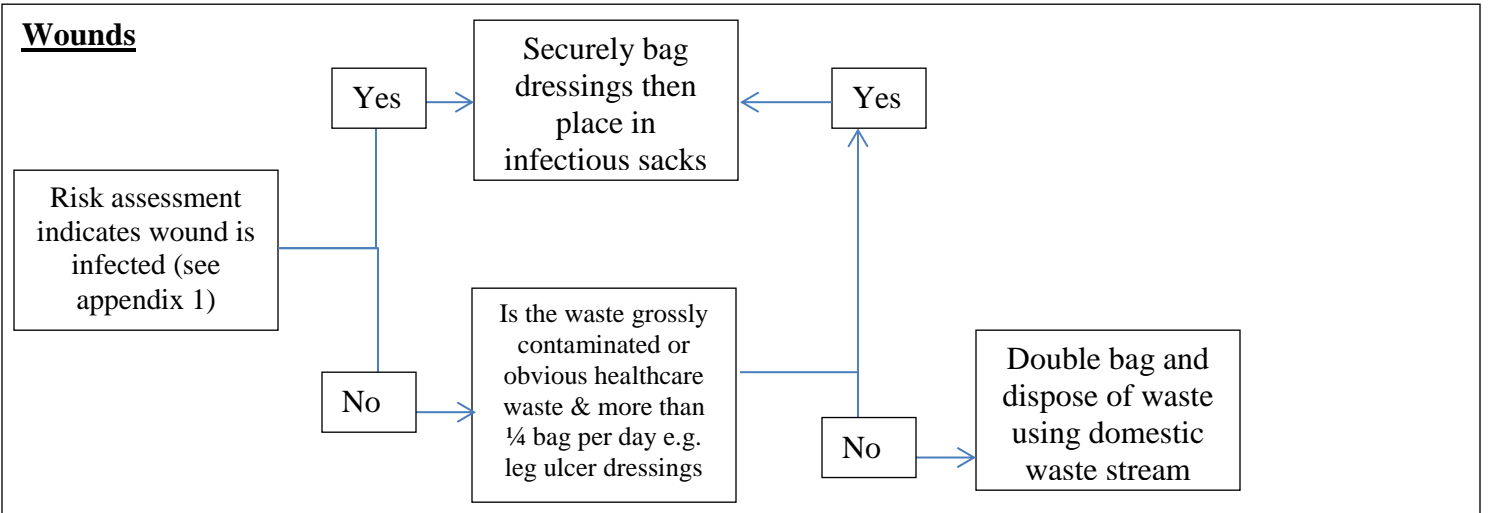 Wounds
Yes
Securely bag
dressings then
place in
infectious sacks
Yes
Risk assessment
indicates wound is
infected (see
appendix 1)
No
Is the waste grossly
contaminated or
obvious healthcare
waste & more than
¼ bag per day e.g.
leg ulcer dressings
No
Double bag and
dispose of waste
using domestic
waste stream